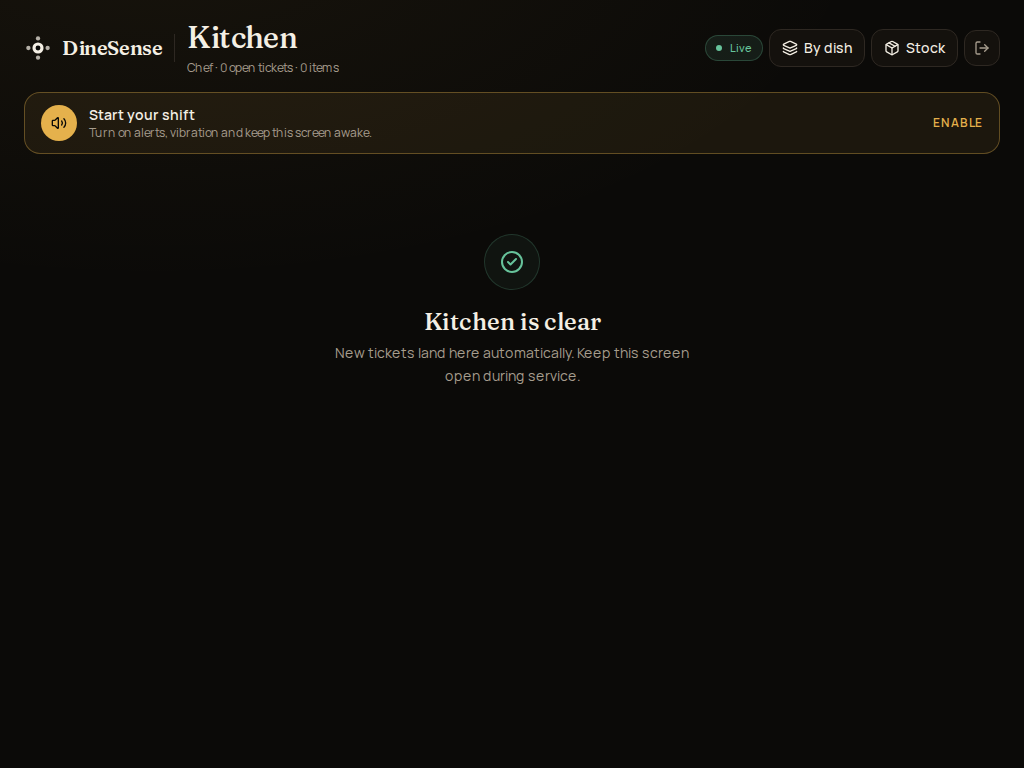 DineSense
Kitchen
Chef · 0 open tickets · 0 items
Live
By dish
Stock
Start your shift
Turn on alerts, vibration and keep this screen awake.
ENABLE
Kitchen is clear
New tickets land here automatically. Keep this screen
open during service.